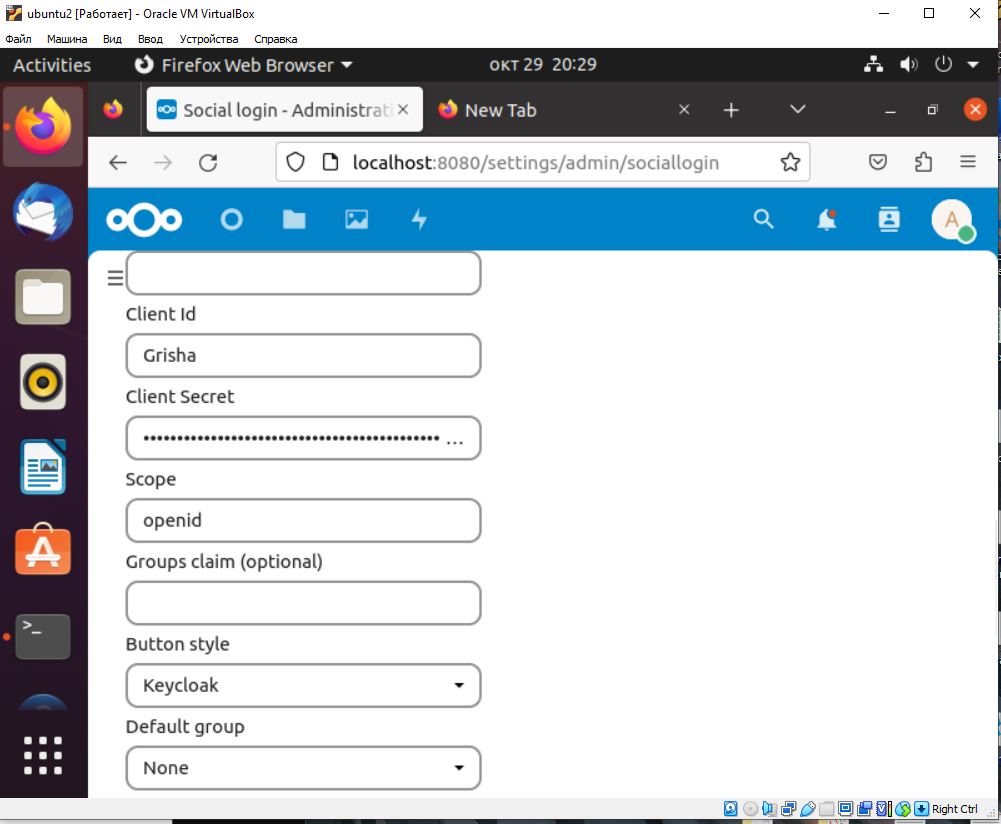 ubuntu2 [Работает] - Oracle VM VirtualBox
Файл Машина Вид Ввод Устройства Справка
Activities Firefox Web Browser окт 29 20:29
Social login - Administrati New Tab
localhost:8080/settings/admin/sociallogin
A
Client Id
Grisha
Client Secret
•••••••••••••••••••••••••••••••••••••••••••• ...
Scope
openid
Groups claim (optional)
Button style
Keycloak
Default group
None
Right Ctrl